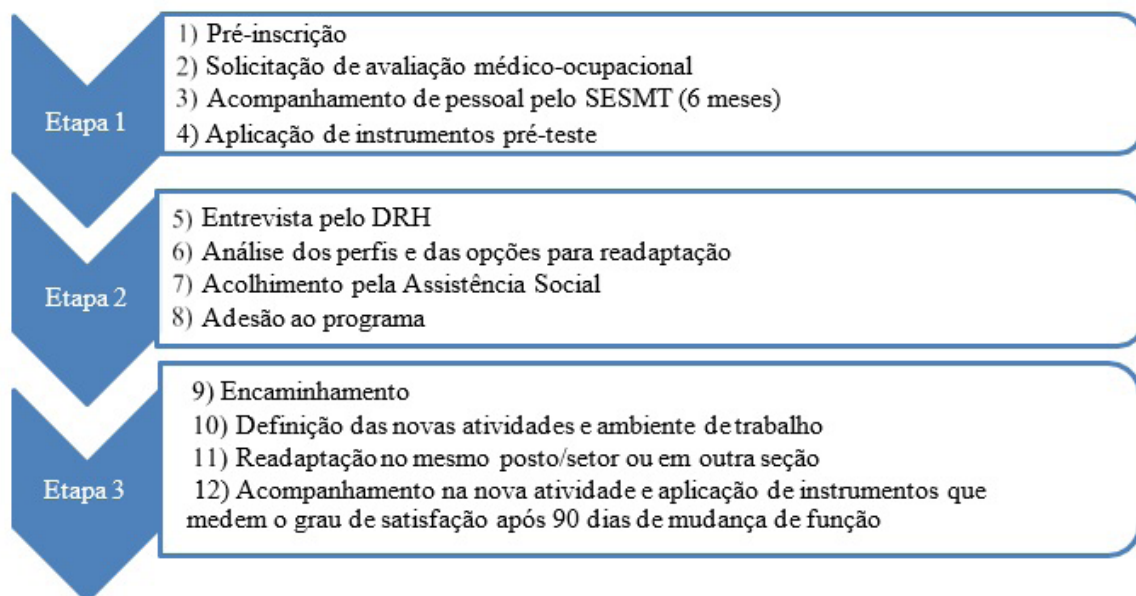 Etapa 1
1) Pré-inscrição
2) Solicitação de avaliação médico-ocupacional
3) Acompanhamento de pessoal pelo SESMT (6 meses)
4) Aplicação de instrumentos pré-teste
Etapa 2
5) Entrevista pelo DRH
6) Análise dos perfis e das opções para readaptação
7) Acolhimento pela Assistência Social
8) Adesão ao programa
Etapa 3
9) Encaminhamento
10) Definição das novas atividades e ambiente de trabalho
11) Readaptação no mesmo posto/setor ou em outra seção
12) Acompanhamento na nova atividade e aplicação de instrumentos que
medem o grau de satisfação após 90 dias de mudança de função